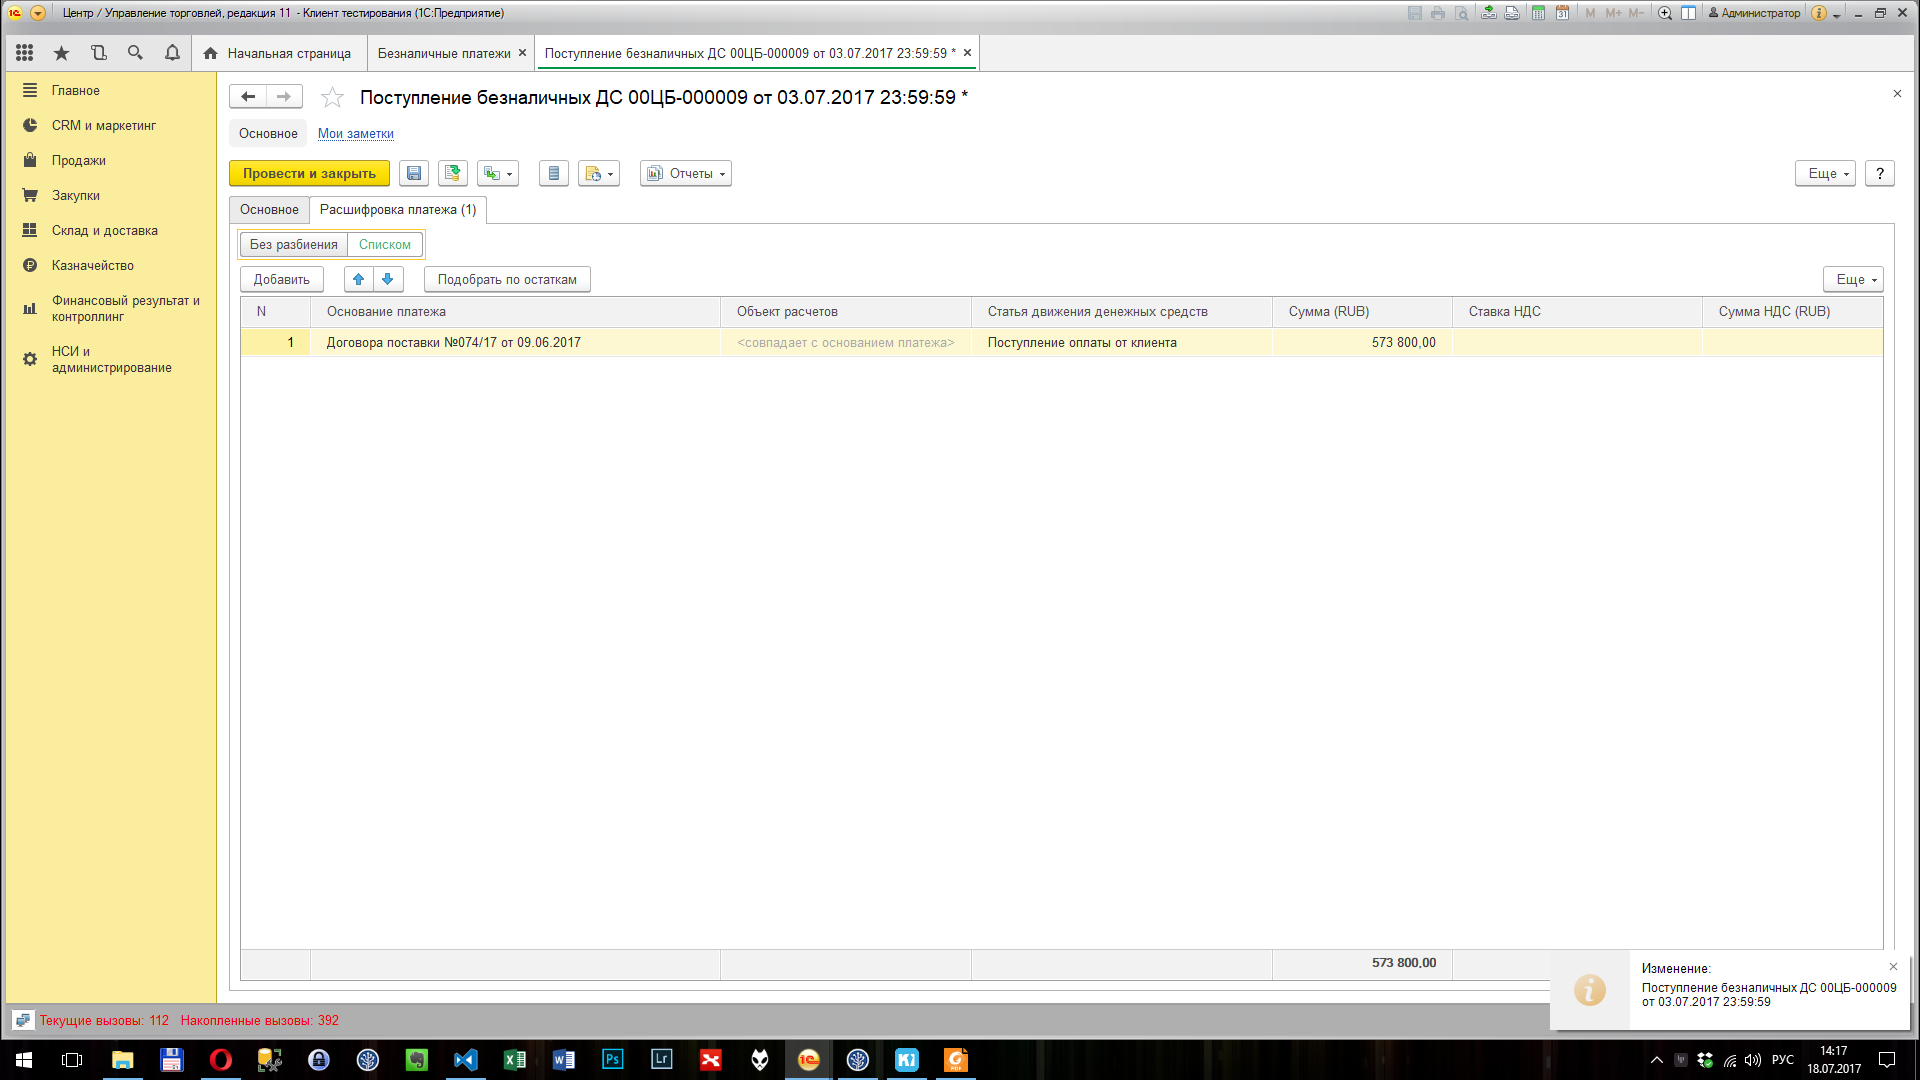 Центр / Управление торговлей, редакция 11 - Клиент тестирования (1С:Предприятие)
M M+ M- Администратор
Начальная страница
Безналичные платежи
Поступление безналичных ДС 00ЦБ-000009 от 03.07.2017 23:59:59 *
Главное
CRM и маркетинг
Продажи
Закупки
Склад и доставка
Казначейство
Финансовый результат и
контроллинг
НСИ и
администрирование
Поступление безналичных ДС 00ЦБ-000009 от 03.07.2017 23:59:59 *
Основное Мои заметки
Провести и закрыть Отчеты Еще ?
Основное Расшифровка платежа (1)
Без разбиения Списком
Добавить Подобрать по остаткам Еще
N Основание платежа Объект расчетов Статья движения денежных средств Сумма (RUB) Ставка НДС Сумма НДС (RUB)
1 Договора поставки №074/17 от 09.06.2017 <совпадает с основанием платежа> Поступление оплаты от клиента 573 800,00
573 800,00
Изменение:
Поступление безналичных ДС 00ЦБ-000009
от 03.07.2017 23:59:59
Текущие вызовы: 112 Накопленные вызовы: 392
Ps Lr Ki PDF
РУС
14:17
18.07.2017